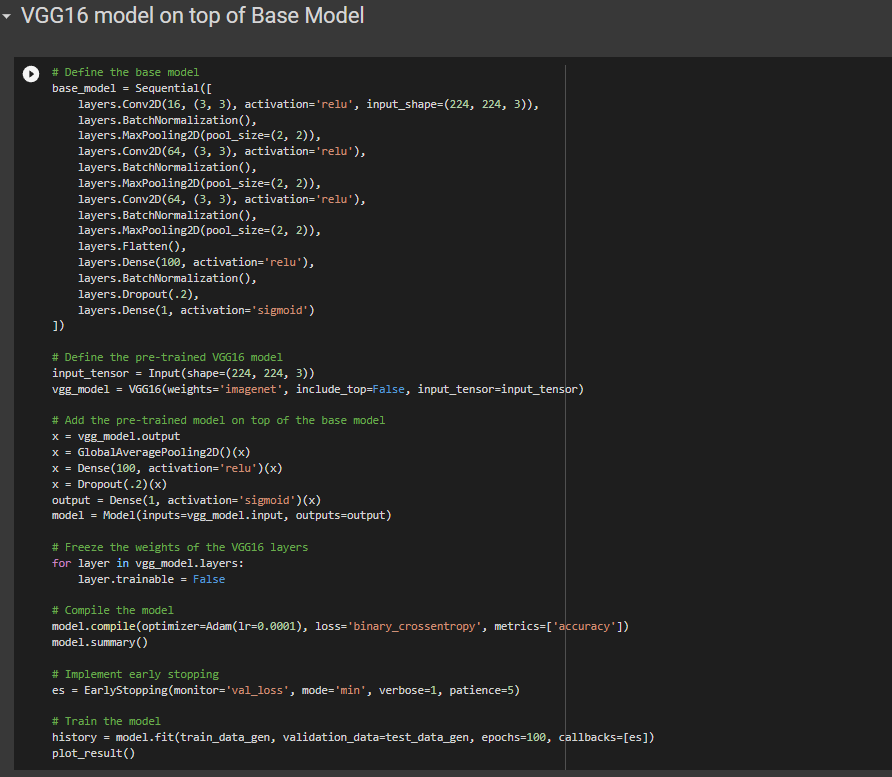 VGG16 model on top of Base Model
# Define the base model
base_model = Sequential([
    layers.Conv2D(16, (3, 3), activation='relu', input_shape=(224, 224, 3)),
    layers.BatchNormalization(),
    layers.MaxPooling2D(pool_size=(2, 2)),
    layers.Conv2D(64, (3, 3), activation='relu'),
    layers.BatchNormalization(),
    layers.MaxPooling2D(pool_size=(2, 2)),
    layers.Conv2D(64, (3, 3), activation='relu'),
    layers.BatchNormalization(),
    layers.MaxPooling2D(pool_size=(2, 2)),
    layers.Flatten(),
    layers.Dense(100, activation='relu'),
    layers.BatchNormalization(),
    layers.Dropout(.2),
    layers.Dense(1, activation='sigmoid')
])
# Define the pre-trained VGG16 model
input_tensor = Input(shape=(224, 224, 3))
vgg_model = VGG16(weights='imagenet', include_top=False, input_tensor=input_tensor)
# Add the pre-trained model on top of the base model
x = vgg_model.output
x = GlobalAveragePooling2D()(x)
x = Dense(100, activation='relu')(x)
x = Dropout(.2)(x)
output = Dense(1, activation='sigmoid')(x)
model = Model(inputs=vgg_model.input, outputs=output)
# Freeze the weights of the VGG16 layers
for layer in vgg_model.layers:
    layer.trainable = False
# Compile the model
model.compile(optimizer=Adam(lr=0.0001), loss='binary_crossentropy', metrics=['accuracy'])
model.summary()
# Implement early stopping
es = EarlyStopping(monitor='val_loss', mode='min', verbose=1, patience=5)
# Train the model
history = model.fit(train_data_gen, validation_data=test_data_gen, epochs=100, callbacks=[es])
plot_result()